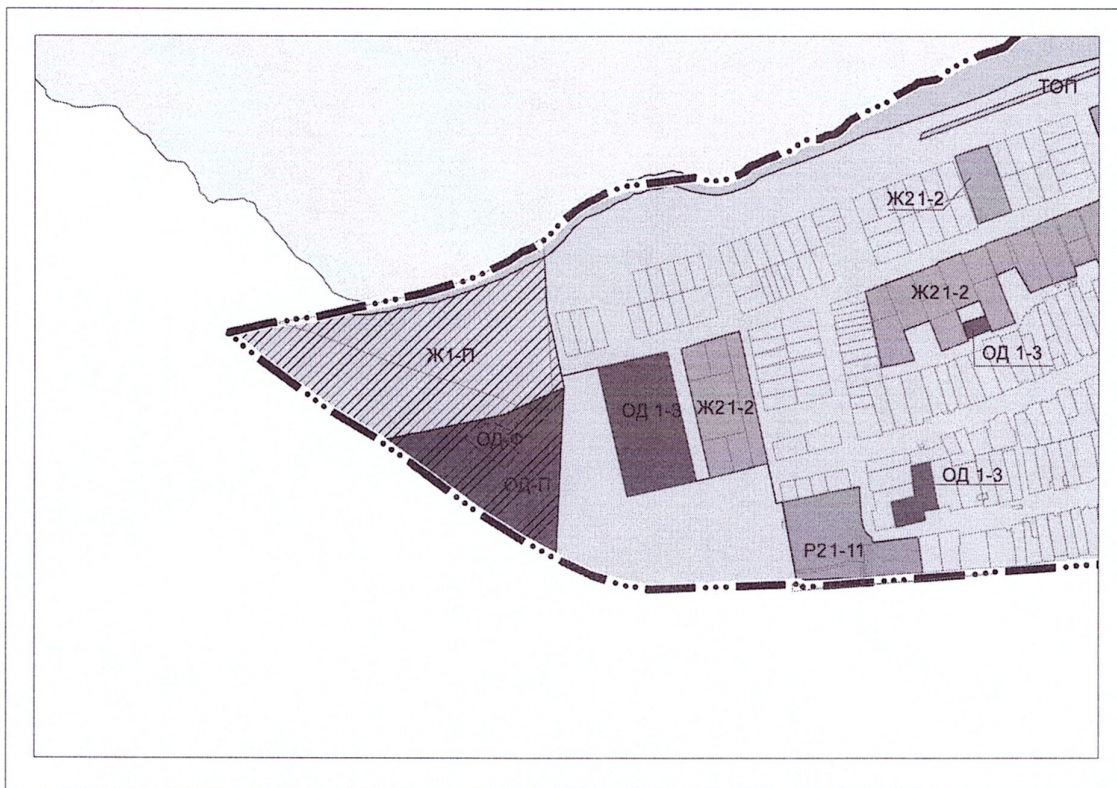 ТОП
Ж21-2
Ж21-2
ОД 1-3
Ж1-П
ОД 1-3
Ж21-2
ОД-Ф
ОД-П
ОД 1-3
Р21-11